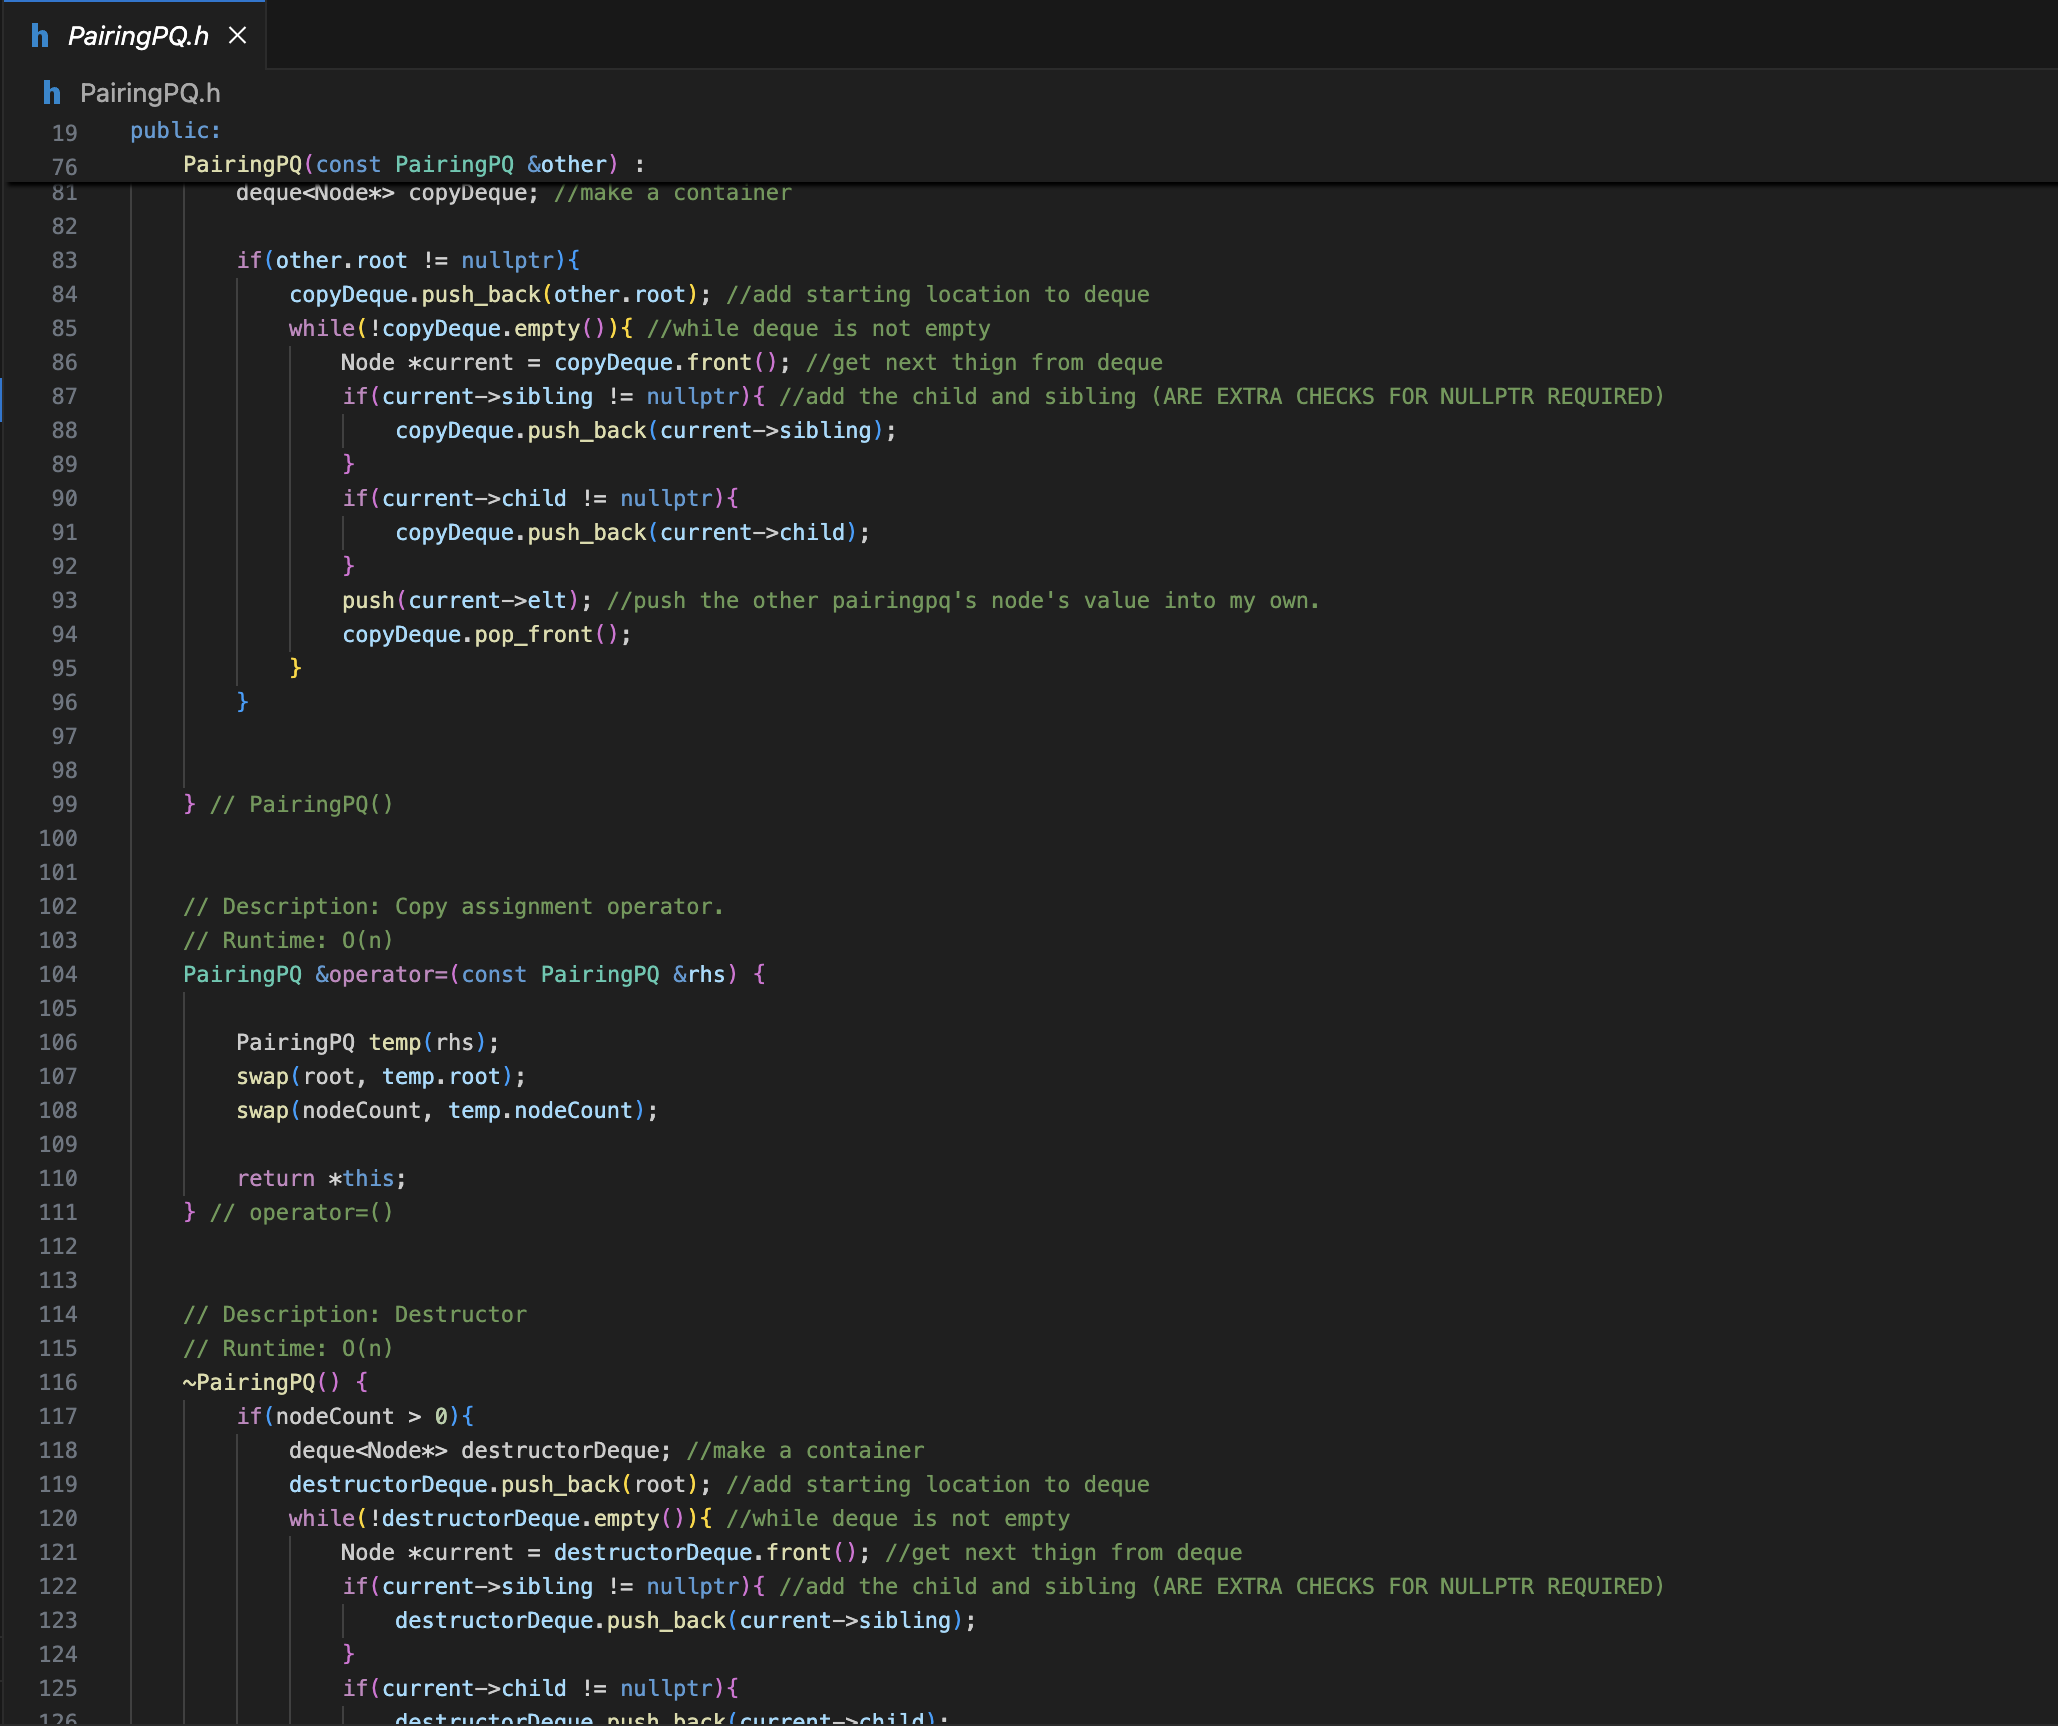 h PairingPQ.h ×
h PairingPQ.h
19 public:
76 PairingPQ(const PairingPQ &other) :
81 deque<Node*> copyDeque; //make a container
82
83 if(other.root != nullptr){
84 copyDeque.push_back(other.root); //add starting location to deque
85 while(!copyDeque.empty()){ //while deque is not empty
86 Node *current = copyDeque.front(); //get next thign from deque
87 if(current->sibling != nullptr){ //add the child and sibling (ARE EXTRA CHECKS FOR NULLPTR REQUIRED)
88 copyDeque.push_back(current->sibling);
89 }
90 if(current->child != nullptr){
91 copyDeque.push_back(current->child);
92 }
93 push(current->elt); //push the other pairingpq's node's value into my own.
94 copyDeque.pop_front();
95 }
96 }
97
98
99 } // PairingPQ()
100
101
102 // Description: Copy assignment operator.
103 // Runtime: O(n)
104 PairingPQ &operator=(const PairingPQ &rhs) {
105
106 PairingPQ temp(rhs);
107 swap(root, temp.root);
108 swap(nodeCount, temp.nodeCount);
109
110 return *this;
111 } // operator=()
112
113
114 // Description: Destructor
115 // Runtime: O(n)
116 ~PairingPQ() {
117 if(nodeCount > 0){
118 deque<Node*> destructorDeque; //make a container
119 destructorDeque.push_back(root); //add starting location to deque
120 while(!destructorDeque.empty()){ //while deque is not empty
121 Node *current = destructorDeque.front(); //get next thign from deque
122 if(current->sibling != nullptr){ //add the child and sibling (ARE EXTRA CHECKS FOR NULLPTR REQUIRED)
123 destructorDeque.push_back(current->sibling);
124 }
125 if(current->child != nullptr){
126 destructorDeque.push_back(current->child);